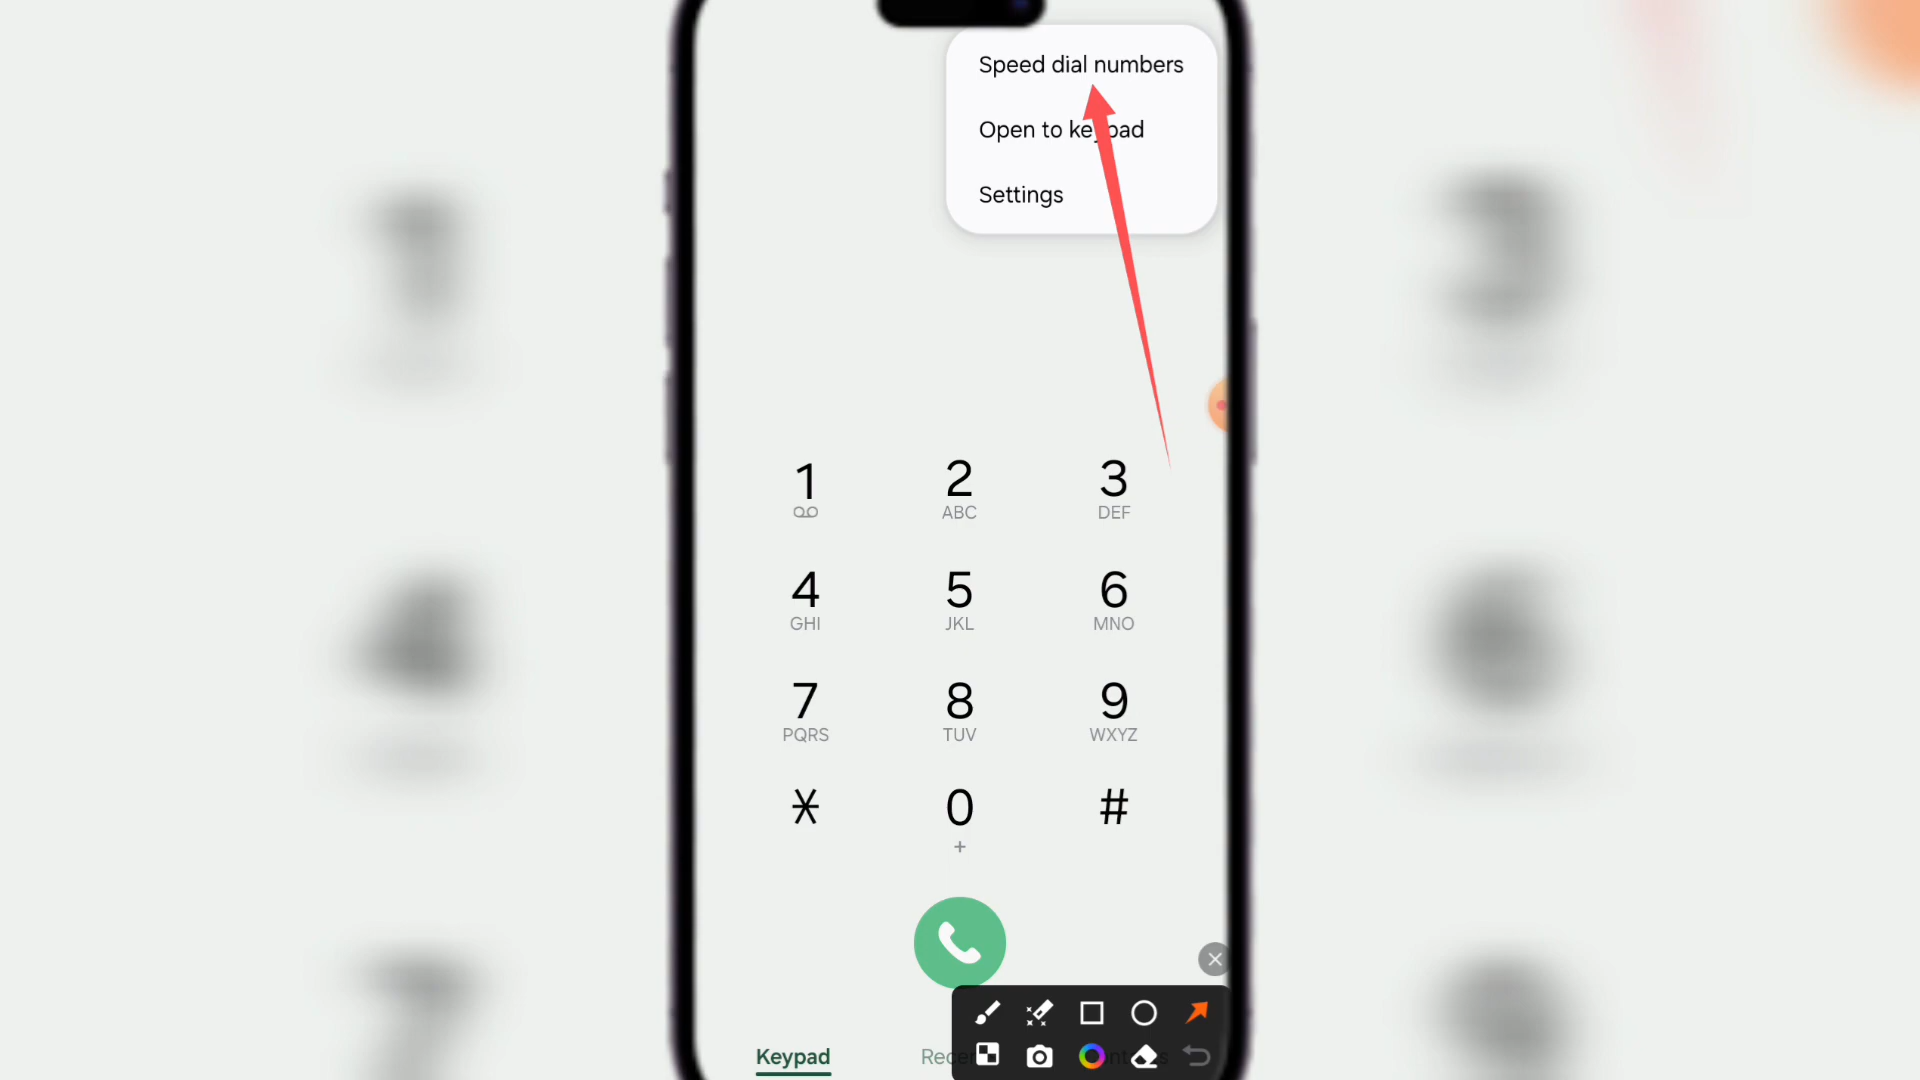 Speed dial numbers
Open to keypad
Settings
1 2 3
ABC DEF
4 5 6
GHI JKL MNO
7 8 9
PQRS TUV WXYZ
* 0 #
+
Keypad